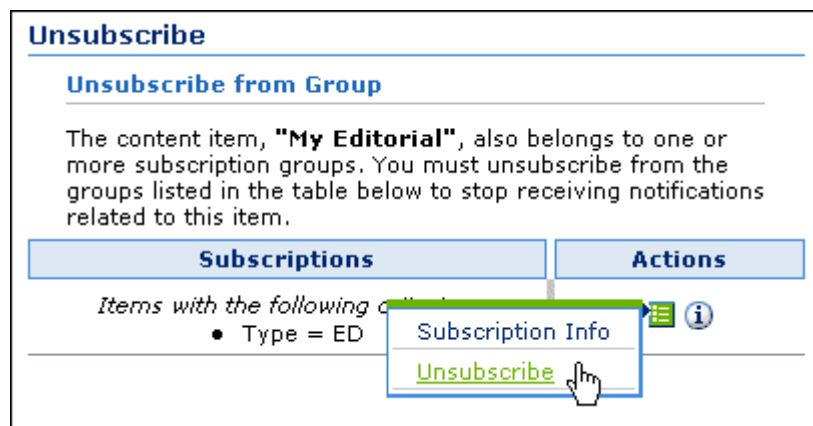 Unsubscribe
Unsubscribe from Group
The content item, "My Editorial", also belongs to one or
more subscription groups. You must unsubscribe from the
groups listed in the table below to stop receiving notifications
related to this item.
Subscriptions Actions
Items with the following
• Type = ED
Subscription Info
Unsubscribe